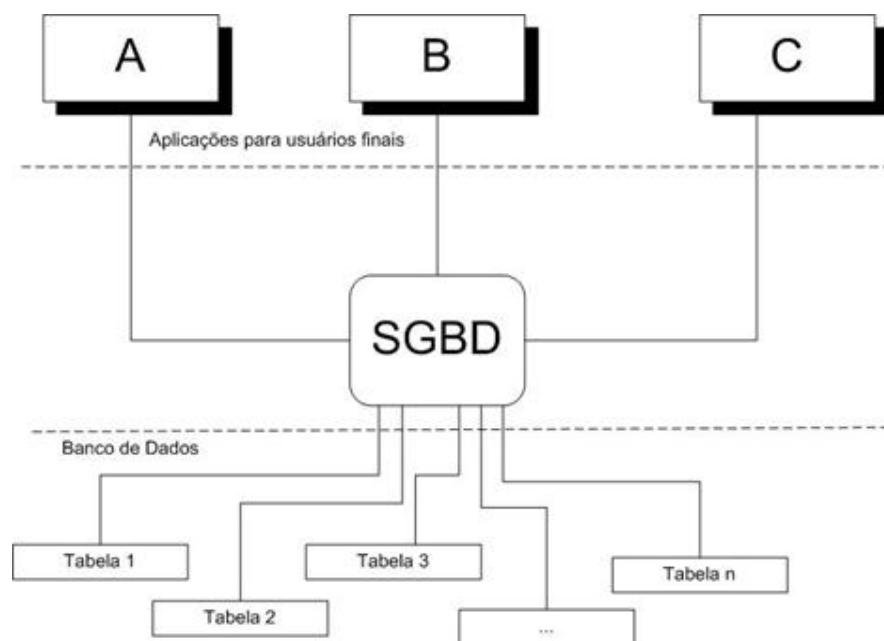 A
B
C
Aplicações para usuários finais
SGBD
Banco de Dados
Tabela 1
Tabela 3
Tabela n
Tabela 2
...